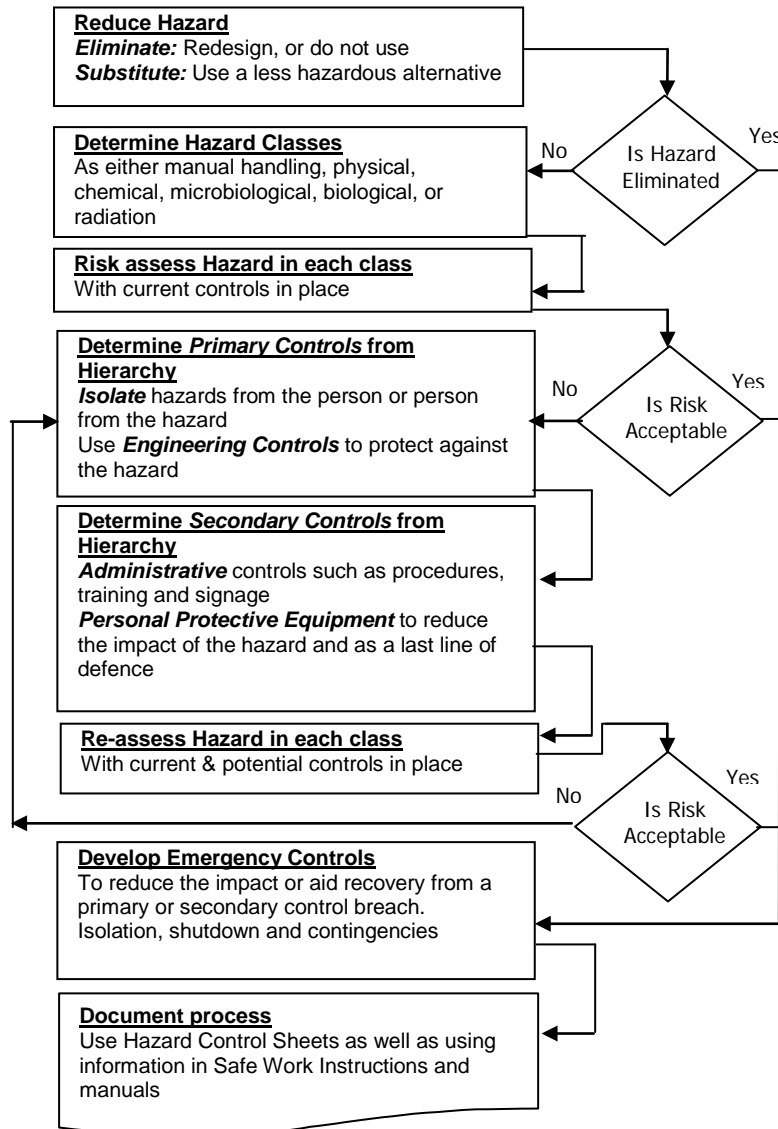 Reduce Hazard
Eliminate: Redesign, or do not use
Substitute: Use a less hazardous alternative
Is Hazard
Eliminated
Yes
No
Determine Hazard Classes
As either manual handling, physical,
chemical, microbiological, biological, or
radiation
Risk assess Hazard in each class
With current controls in place
Is Risk
Acceptable
Yes
No
Determine Primary Controls from
Hierarchy
Isolate hazards from the person or person
from the hazard
Use Engineering Controls to protect against
the hazard
Determine Secondary Controls from
Hierarchy
Administrative controls such as procedures,
training and signage
Personal Protective Equipment to reduce
the impact of the hazard and as a last line of
defence
Re-assess Hazard in each class
With current & potential controls in place
Is Risk
Acceptable
Yes
No
Develop Emergency Controls
To reduce the impact or aid recovery from a
primary or secondary control breach.
Isolation, shutdown and contingencies
Document process
Use Hazard Control Sheets as well as using
information in Safe Work Instructions and
manuals